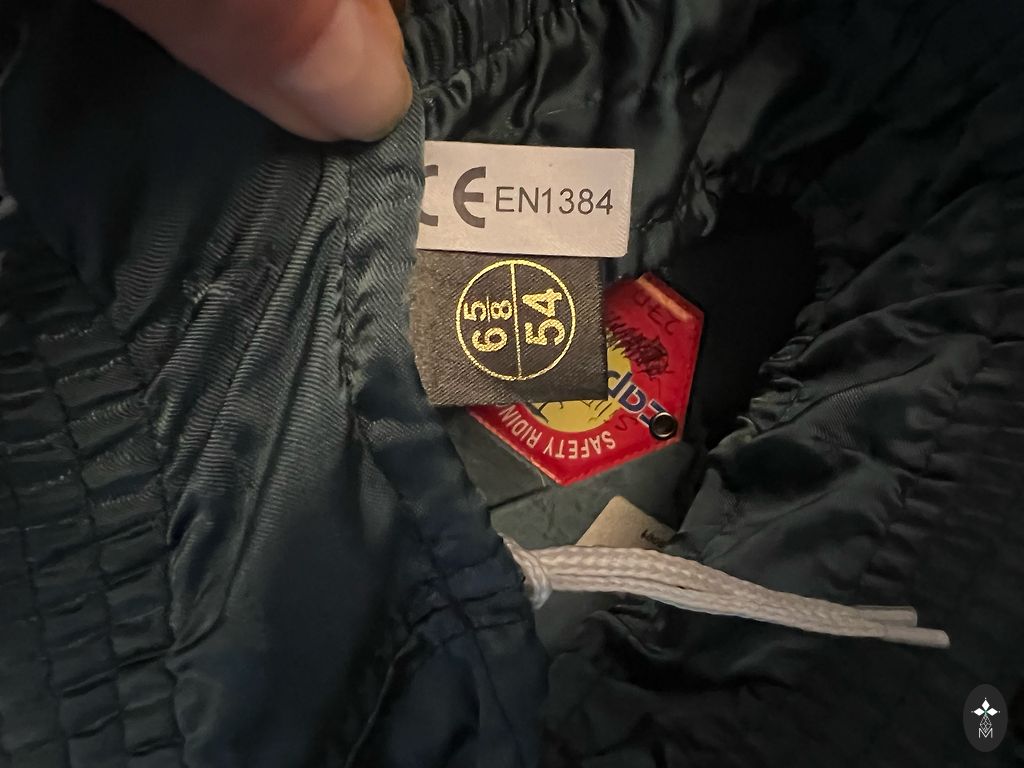 CE EN1384
6 5/8
54
SAFETY RIDIN